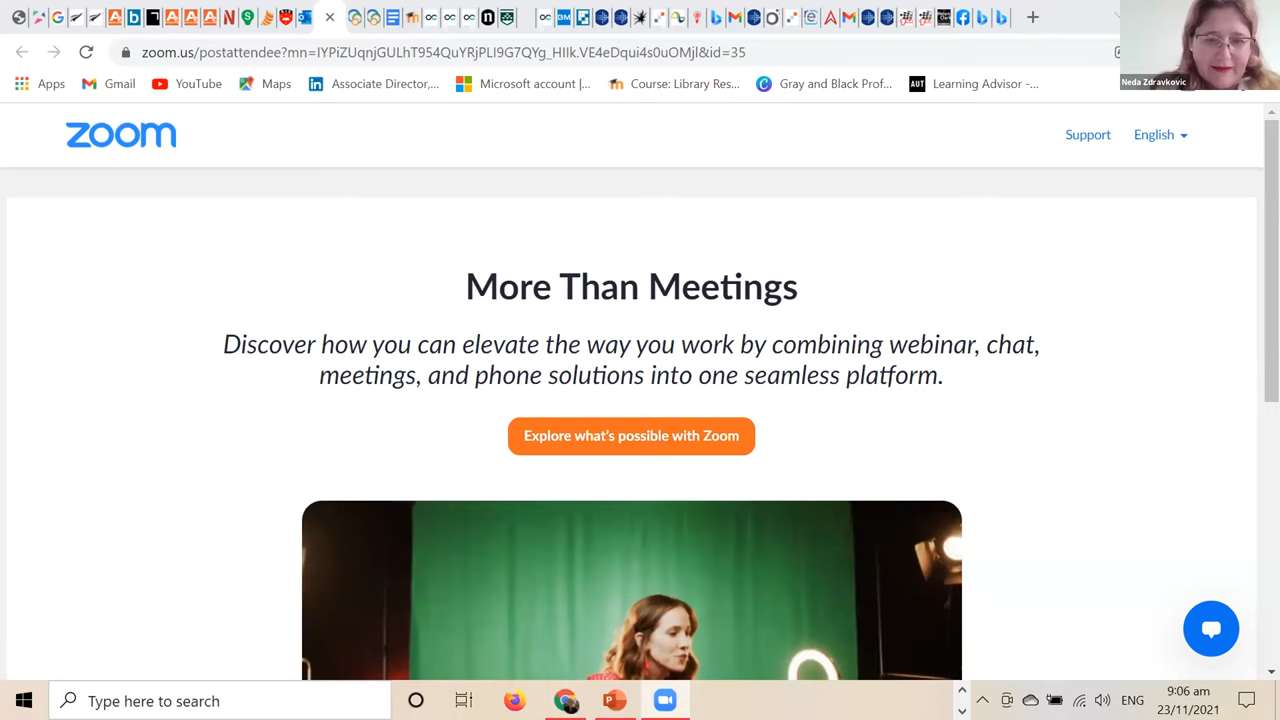 zoom.us/postattendee?mn=IYPiZUqnjGULhT954QuYRjPLI9G7QYg_HIIk.VE4eDqui4s0uOMjl&id=35
Neda Zdravkovic
Apps Gmail YouTube Maps Associate Director,... Microsoft account |... Course: Library Res... Gray and Black Prof... AUT Learning Advisor -...
zoom Support English
More Than Meetings
Discover how you can elevate the way you work by combining webinar, chat,
meetings, and phone solutions into one seamless platform.
Explore what's possible with Zoom
Type here to search ENG 9:06 am
23/11/2021